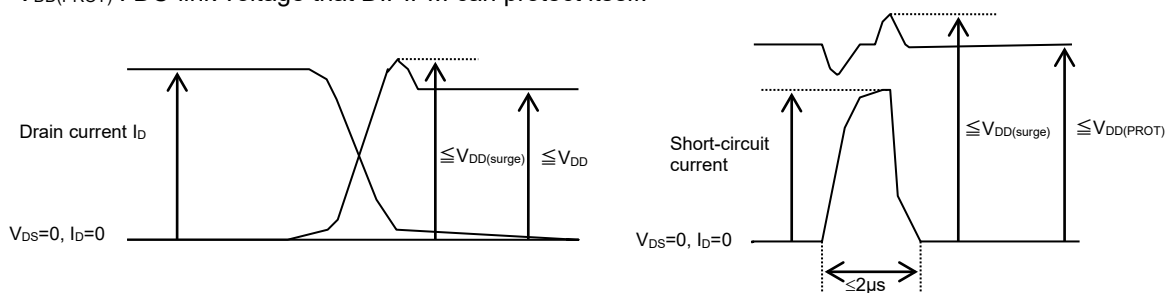 VDD(PROT) : DC-link voltage that DIPIPM can protect itself
Drain current ID
≦VDD(surge)
≦VDD
VDS=0, ID=0
Short-circuit
current
≦VDD(surge)
≦VDD(PROT)
VDS=0, ID=0
≤2µs